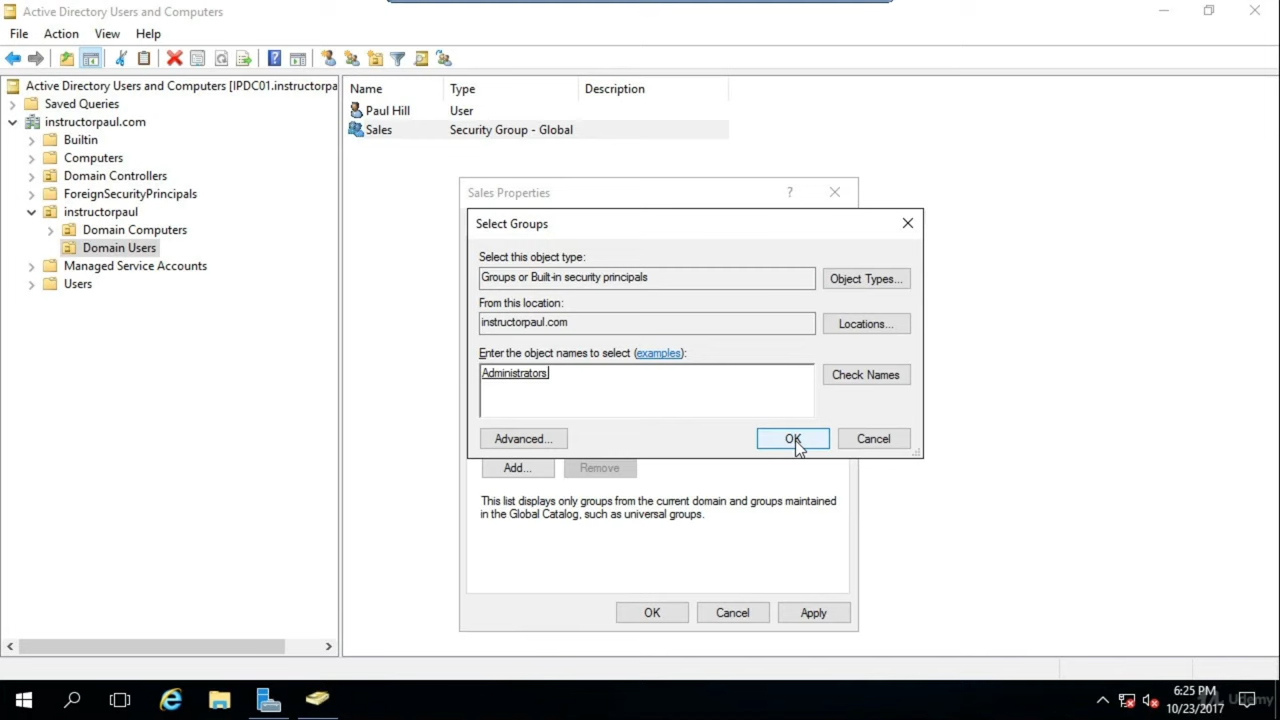 Active Directory Users and Computers
File Action View Help
Active Directory Users and Computers [IPDC01.instructorpa
Saved Queries
instructorpaul.com
Builtin
Computers
Domain Controllers
ForeignSecurityPrincipals
instructorpaul
Domain Computers
Domain Users
Managed Service Accounts
Users
Name Type Description
Paul Hill User
Sales Security Group - Global
Sales Properties
Select Groups
Select this object type:
Groups or Built-in security principals
Object Types...
From this location:
instructorpaul.com
Locations...
Enter the object names to select (examples):
Administrators
Check Names
Advanced... OK Cancel
Add... Remove
This list displays only groups from the current domain and groups maintained
in the Global Catalog, such as universal groups.
OK Cancel Apply
6:25 PM
10/23/2017
Udemy